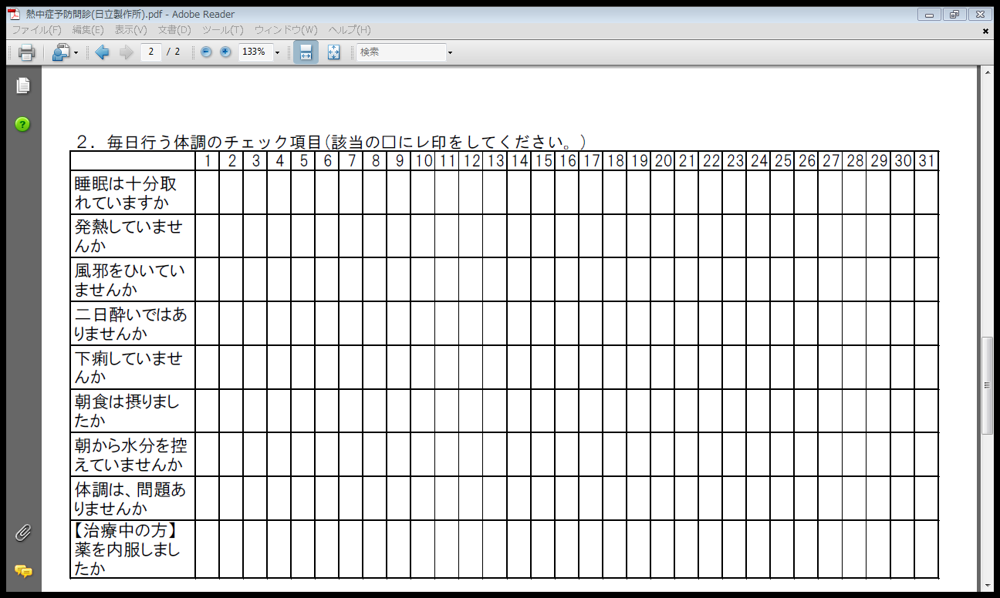 熱中症予防問診(日立製作所).pdf - Adobe Reader
ファイル(F) 編集(E) 表示(V) 文書(D) ツール(T) ウィンドウ(W) ヘルプ(H)
2 / 2 133% 検索
２．毎日行う体調のチェック項目(該当の□にレ印をしてください。)
1 2 3 4 5 6 7 8 9 10 11 12 13 14 15 16 17 18 19 20 21 22 23 24 25 26 27 28 29 30 31
睡眠は十分取
れていますか
発熱していませ
んか
風邪をひいてい
ませんか
二日酔いではあ
りませんか
下痢していませ
んか
朝食は摂りまし
たか
朝から水分を控
えていませんか
体調は、問題あ
りませんか
【治療中の方】
薬を内服しまし
たか